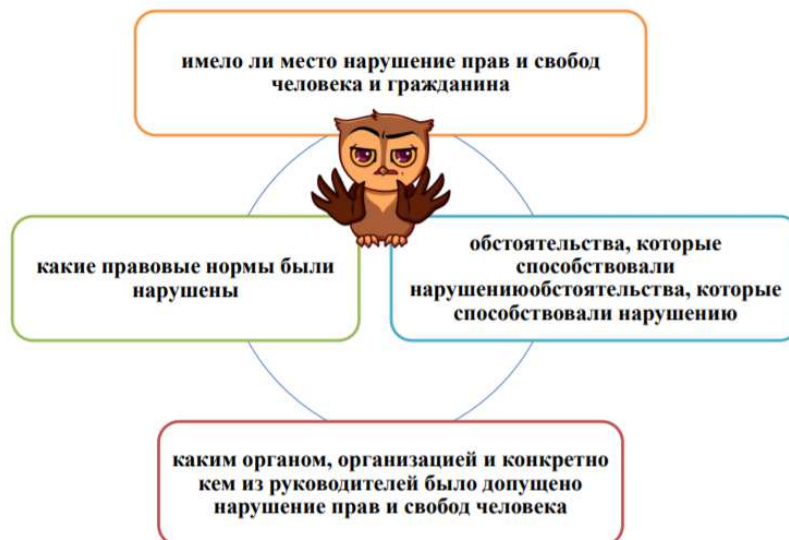 имело ли место нарушение прав и свобод
человека и гражданина
какие правовые нормы были
нарушены
обстоятельства, которые
способствовали
нарушениюобстоятельства, которые
способствовали нарушению
каким органом, организацией и конкретно
кем из руководителей было допущено
нарушение прав и свобод человека